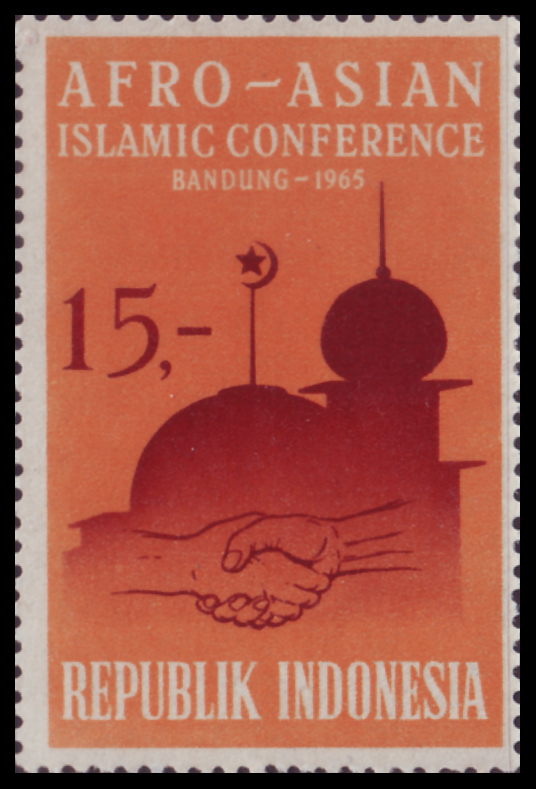 AFRO~ASIAN
ISLAMIC CONFERENCE
BANDUNG~1965
15,-
REPUBLIK INDONESIA